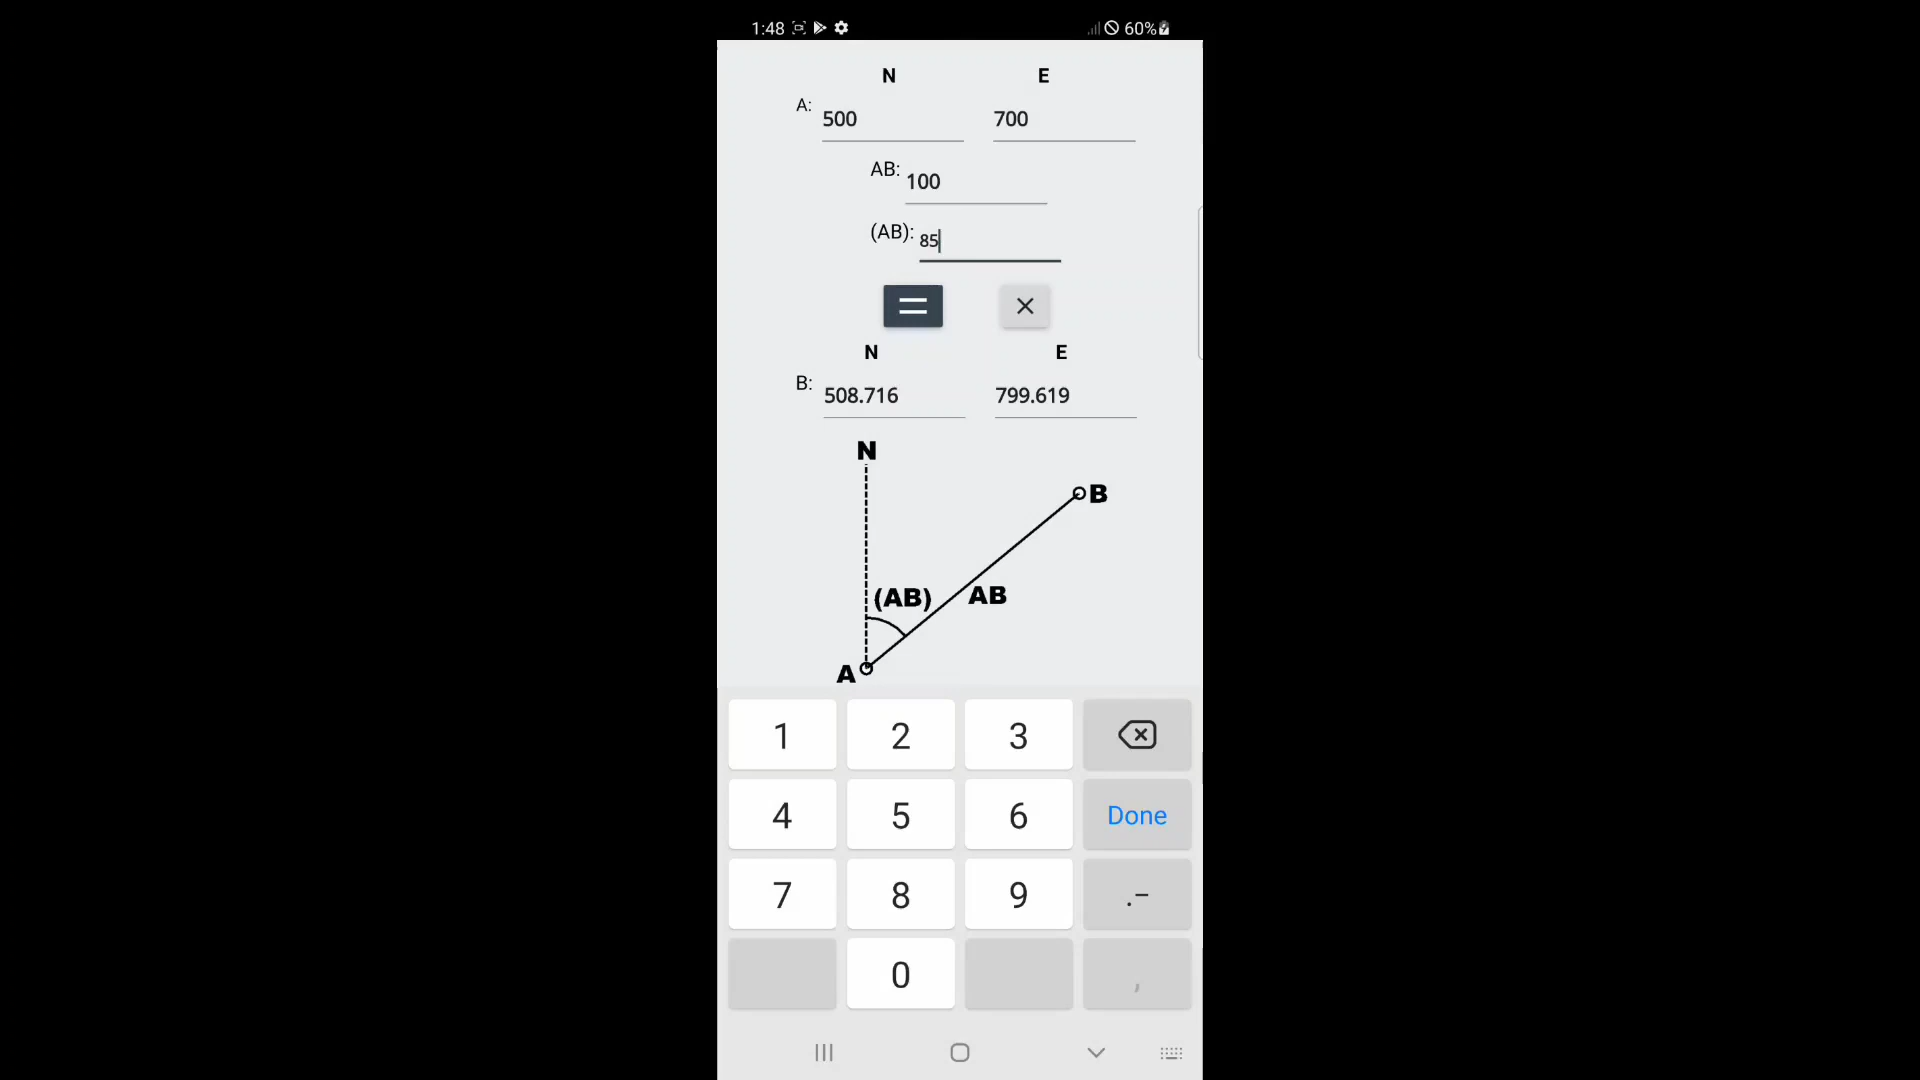 1:48 60%
N E
A: 500 700
AB: 100
(AB): 85
N E
B: 508.716 799.619
N
B
(AB) AB
A
1 2 3
4 5 6 Done
7 8 9 .-
0 ,